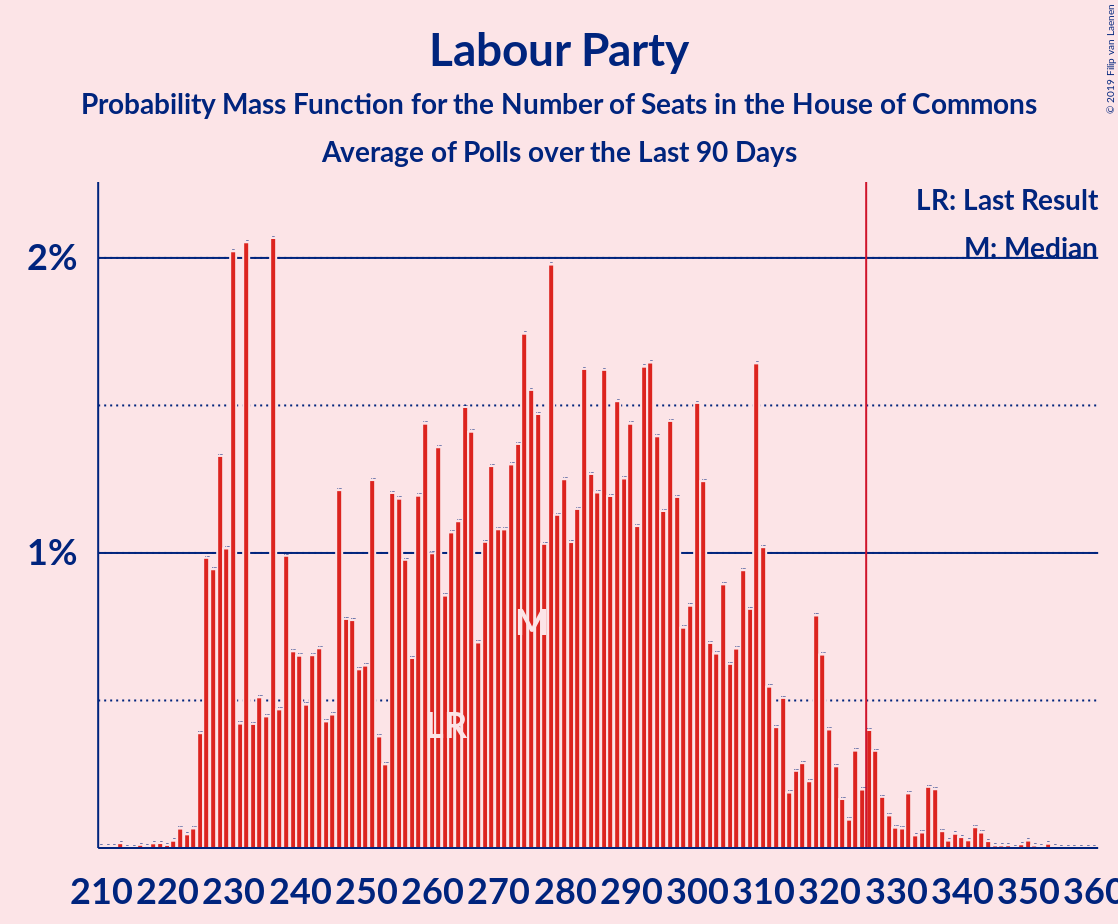 Labour Party
Probability Mass Function for the Number of Seats in the House of Commons
Average of Polls over the Last 90 Days
© 2019 Filip van Laenen
LR: Last Result
M: Median
2%
1%
M
LR
210 220 230 240 250 260 270 280 290 300 310 320 330 340 350 360